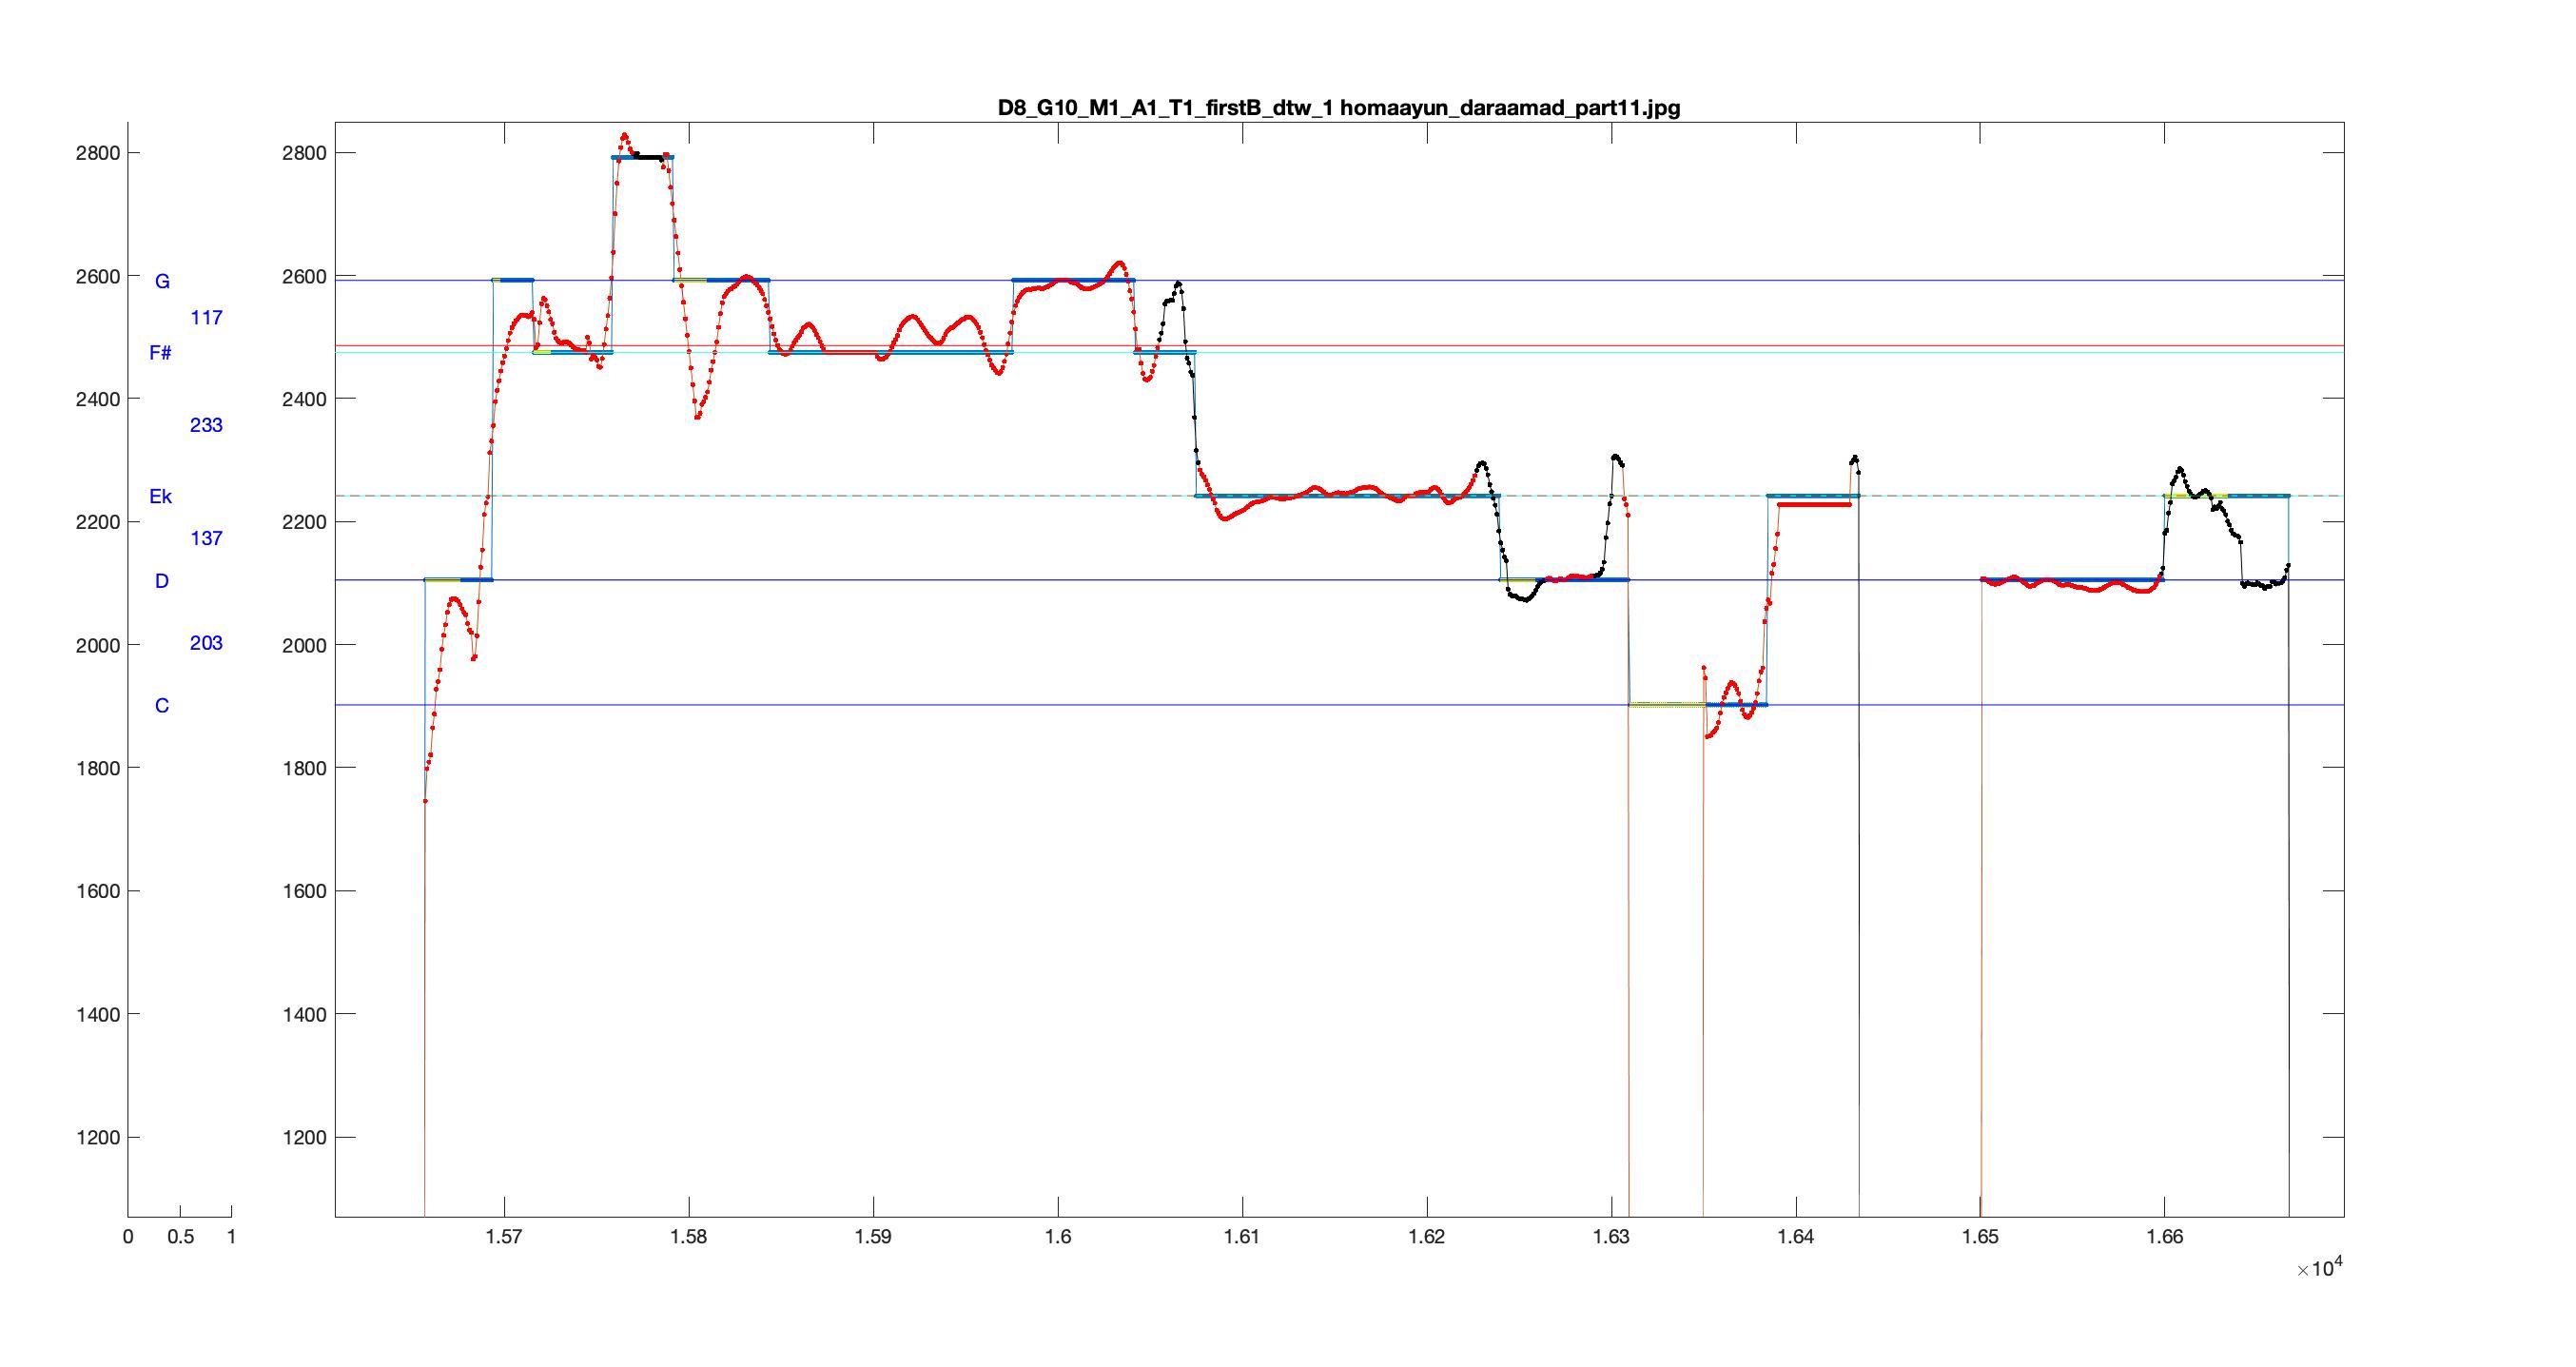 D8_G10_M1_A1_T1_firstB_dtw_1 homaayun_daraamad_part11.jpg
2800 2800
2600 G 2600
117
F#
2400 2400
233
Ek
2200 2200
137
D
2000 203 2000
C
1800 1800
1600 1600
1400 1400
1200 1200
0 0.5 1 1.57 1.58 1.59 1.6 1.61 1.62 1.63 1.64 1.65 1.66
×10⁴